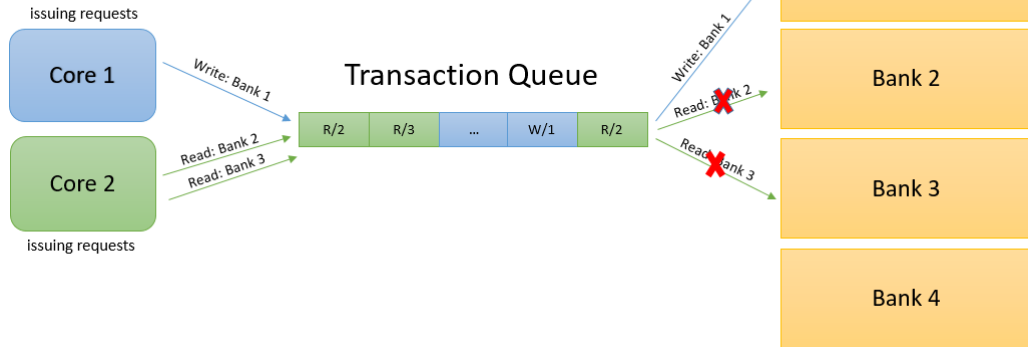 issuing requests
Core 1
Write: Bank 1
Core 2
Read: Bank 2
Read: Bank 3
issuing requests
Transaction Queue
R/2
R/3
...
W/1
R/2
Write: Bank 1
Read: Bank 2
Read: Bank 3
Bank 2
Bank 3
Bank 4